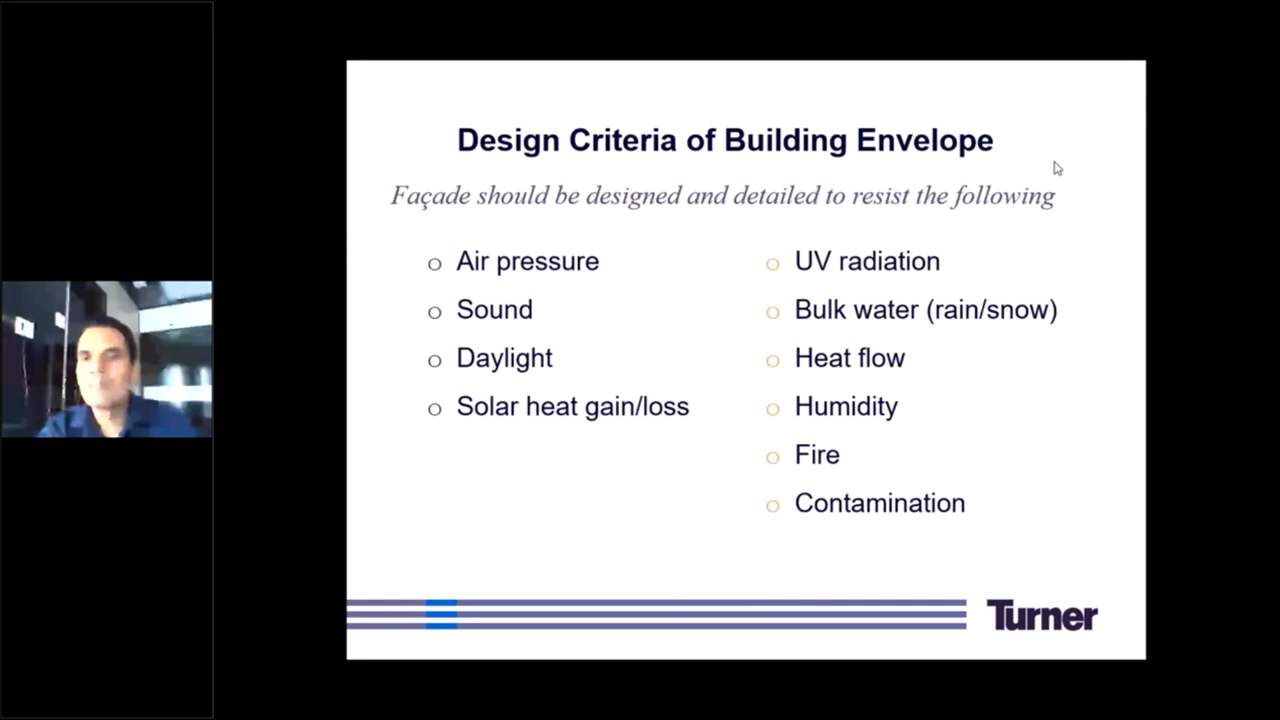 Design Criteria of Building Envelope
Façade should be designed and detailed to resist the following
o Air pressure
o Sound
o Daylight
o Solar heat gain/loss
o UV radiation
o Bulk water (rain/snow)
o Heat flow
o Humidity
o Fire
o Contamination
Turner